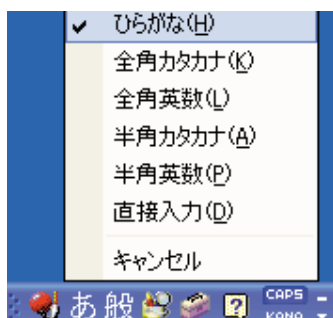 ひらがな(H)
全角カタカナ(K)
全角英数(L)
半角カタカナ(A)
半角英数(P)
直接入力(D)
キャンセル
あ 般 ? CAPS
KANA